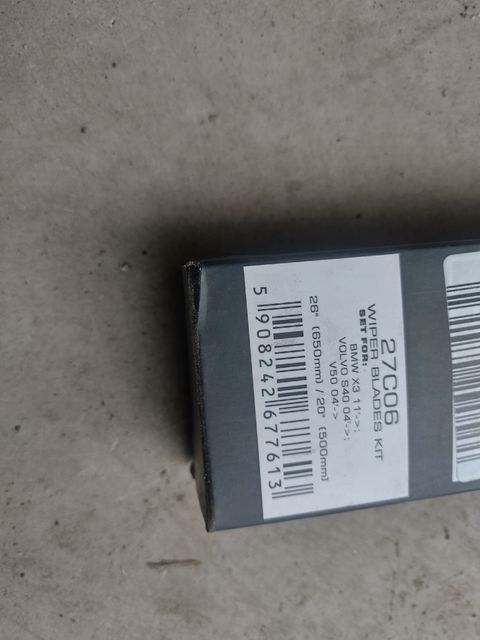 27C06
WIPER BLADES KIT
SET FOR:
BMW X3 11'->;
VOLVO S40 04'->;
V50 04'->
26" (650mm) / 20" (500mm)
5 908242 677613